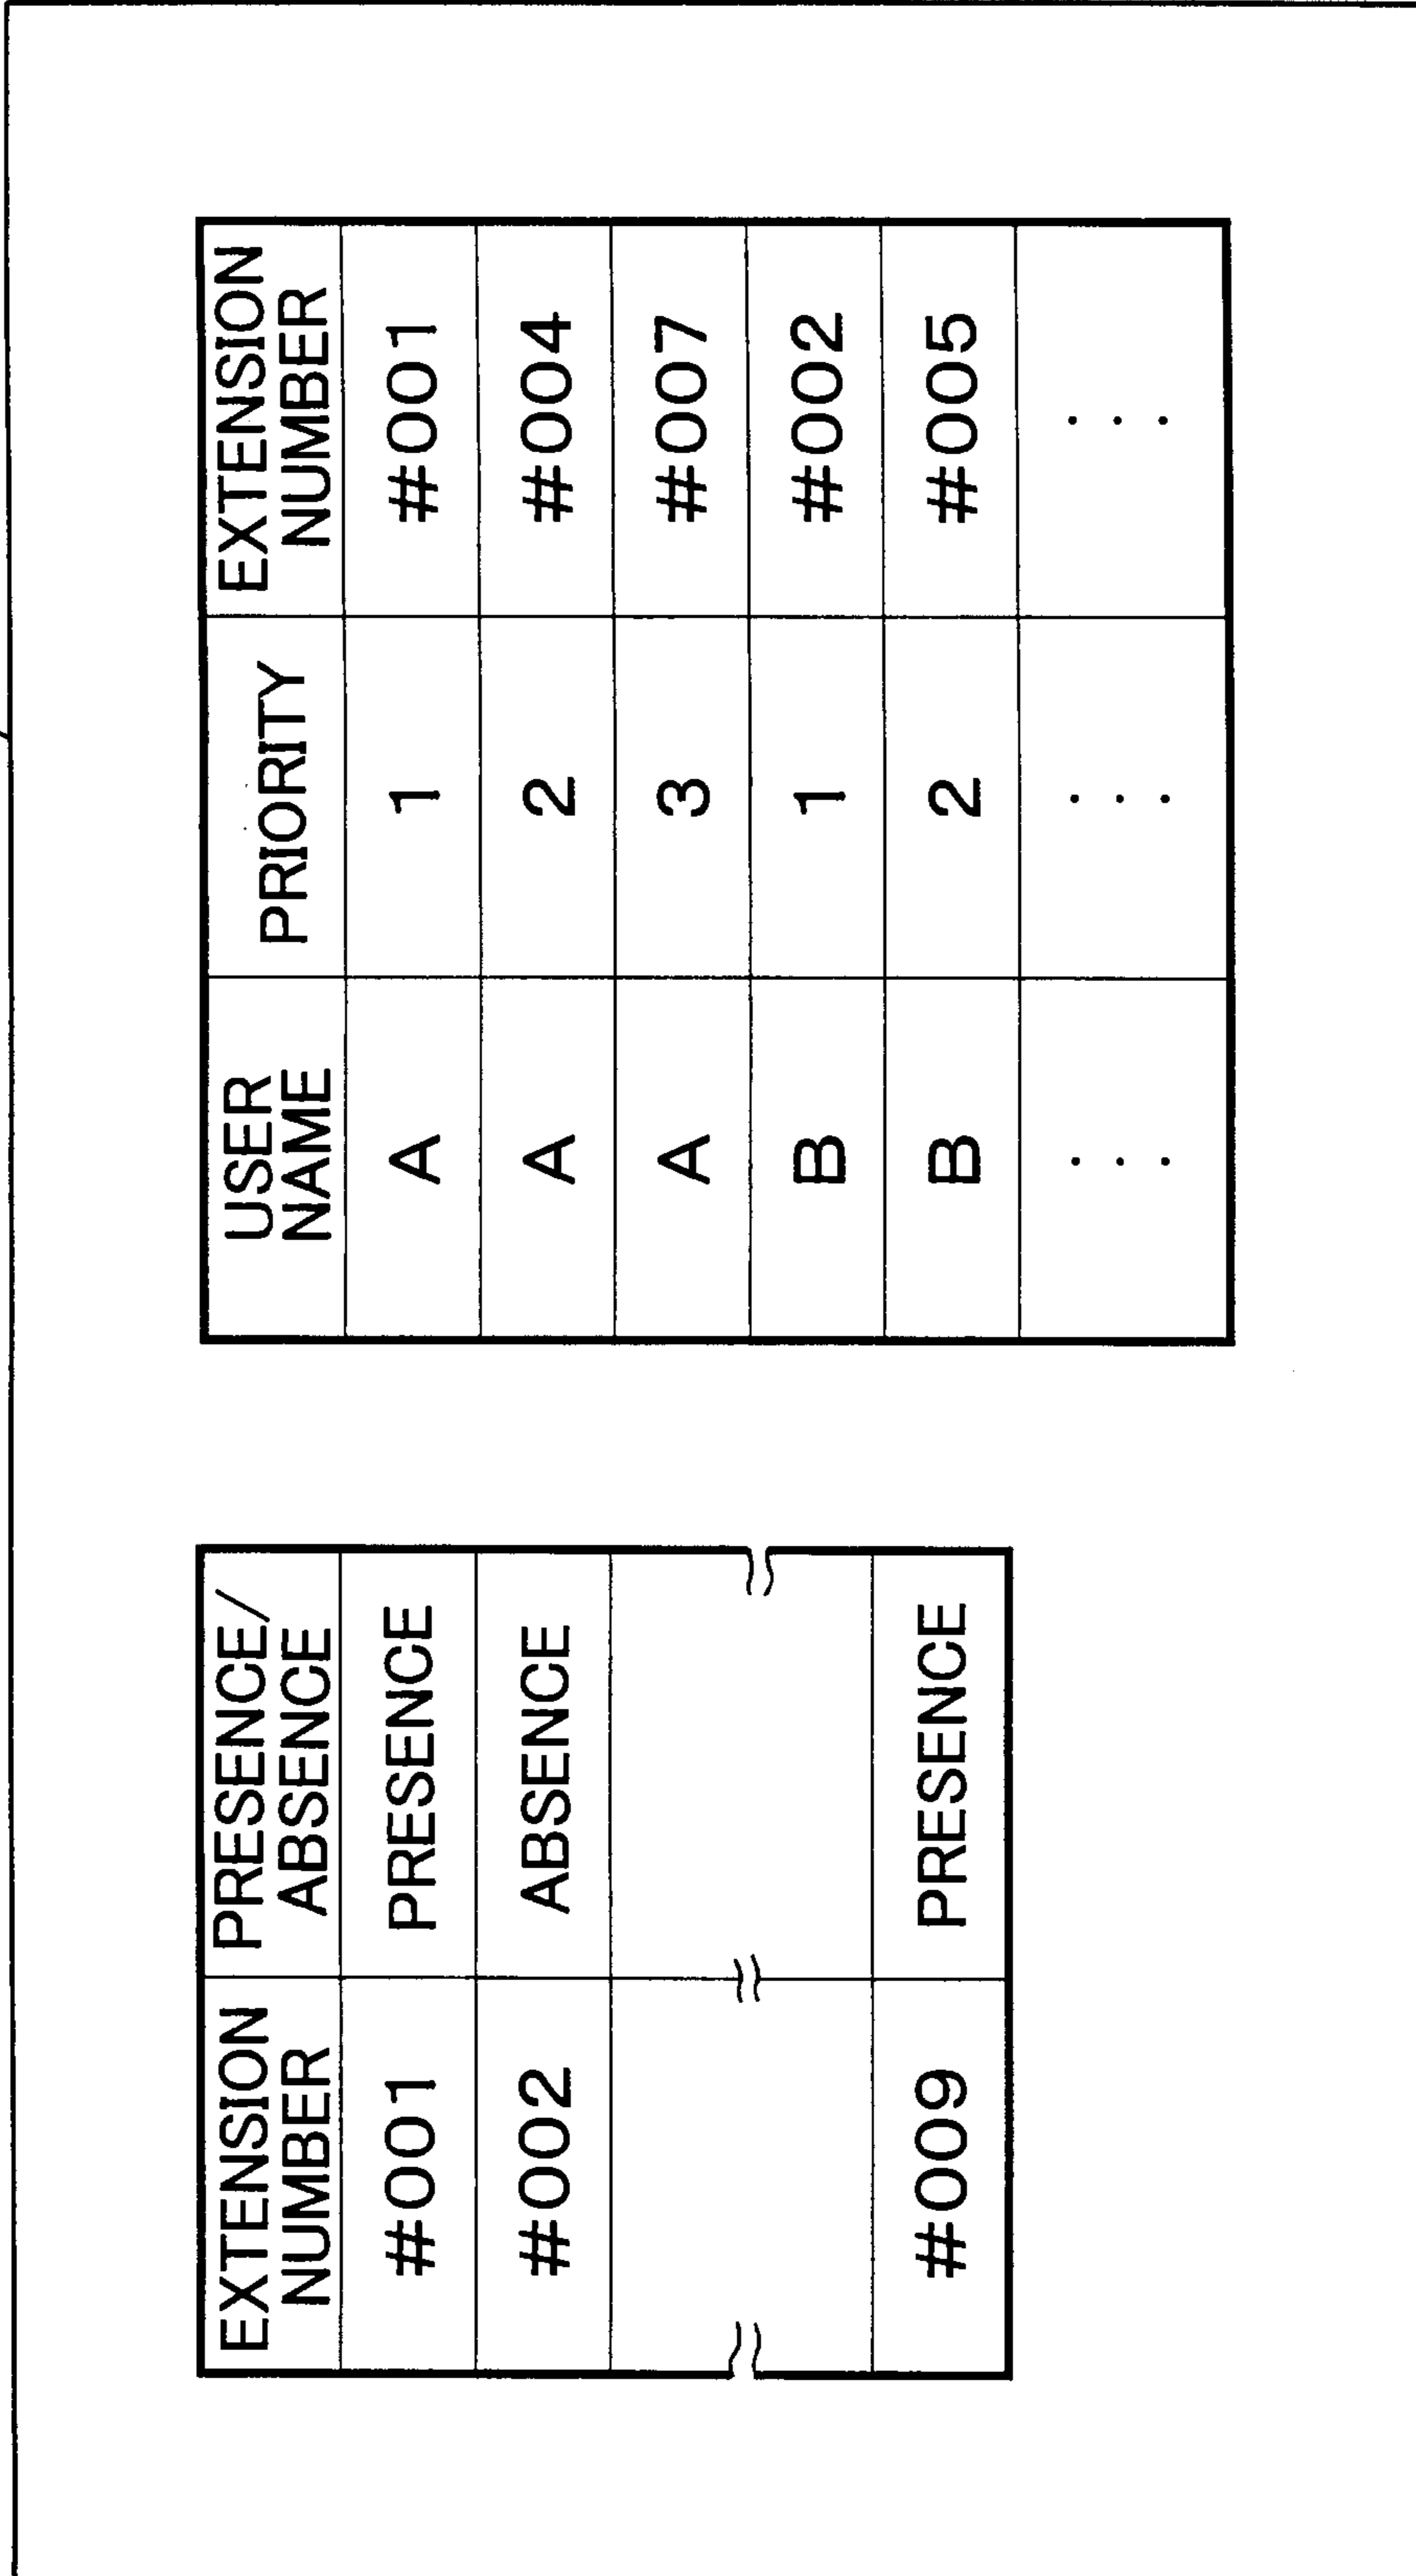 EXTENSION PRESENCE/
NUMBER ABSENCE
#001 PRESENCE
#002 ABSENCE
#009 PRESENCE
USER PRIORITY EXTENSION
NAME NUMBER
A 1 #001
A 2 #004
A 3 #007
B 1 #002
B 2 #005
... ... ...